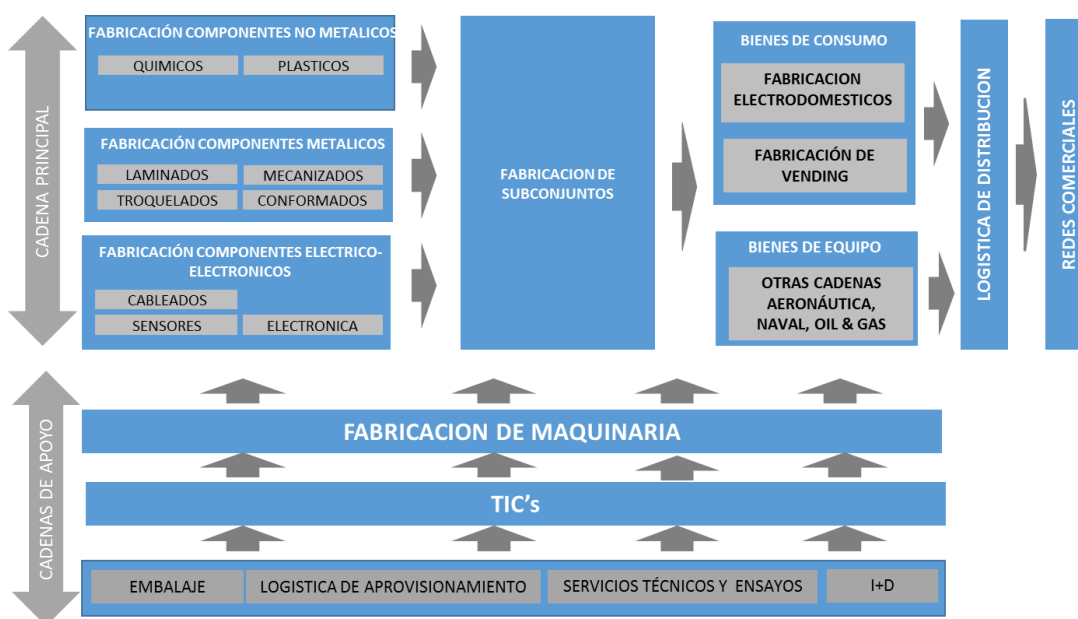 CADENA PRINCIPAL
FABRICACIÓN COMPONENTES NO METALICOS
QUIMICOS
PLASTICOS
FABRICACIÓN COMPONENTES METALICOS
LAMINADOS
MECANIZADOS
TROQUELADOS
CONFORMADOS
FABRICACIÓN COMPONENTES ELECTRICO-
ELECTRONICOS
CABLEADOS
SENSORES
ELECTRONICA
FABRICACION DE
SUBCONJUNTOS
BIENES DE CONSUMO
FABRICACION
ELECTRODOMESTICOS
FABRICACIÓN DE
VENDING
BIENES DE EQUIPO
OTRAS CADENAS
AERONÁUTICA,
NAVAL, OIL & GAS
LOGISTICA DE DISTRIBUCION
REDES COMERCIALES
CADENAS DE APOYO
FABRICACION DE MAQUINARIA
TIC's
EMBALAJE
LOGISTICA DE APROVISIONAMIENTO
SERVICIOS TÉCNICOS Y ENSAYOS
I+D